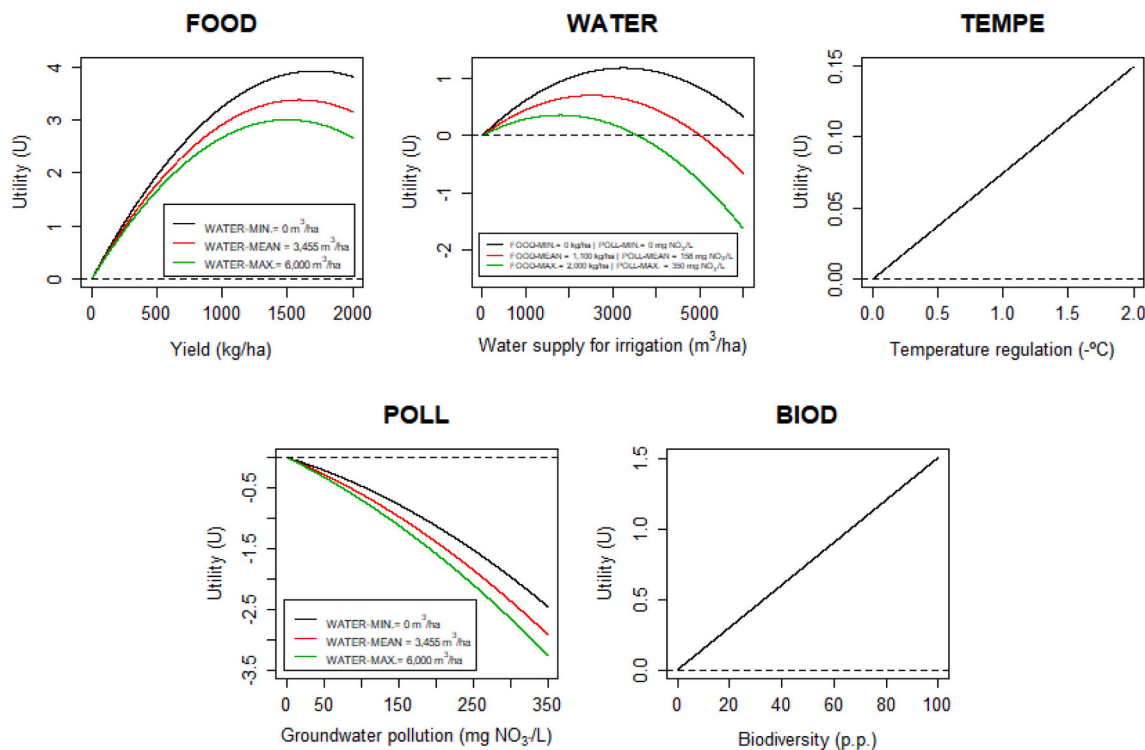 FOOD
Utility (U)
4
3
2
1
0
WATER-MIN.= 0 m³/ha
WATER-MEAN = 3,455 m³/ha
WATER-MAX.= 6,000 m³/ha
0 500 1000 1500 2000
Yield (kg/ha)
WATER
Utility (U)
1
0
-1
-2
FOOD-MIN.= 0 kg/ha | POLL-MIN.= 0 mg NO₃⁻/L
FOOD-MEAN = 1,100 kg/ha | POLL-MEAN = 158 mg NO₃⁻/L
FOOD-MAX.= 2,000 kg/ha | POLL-MAX. = 350 mg NO₃⁻/L
0 1000 3000 5000
Water supply for irrigation (m³/ha)
TEMPE
Utility (U)
0.15
0.10
0.05
0.00
0.0 0.5 1.0 1.5 2.0
Temperature regulation (-ºC)
POLL
Utility (U)
-0.5
-1.5
-2.5
-3.5
WATER-MIN.= 0 m³/ha
WATER-MEAN = 3,455 m³/ha
WATER-MAX.= 6,000 m³/ha
0 50 150 250 350
Groundwater pollution (mg NO₃-/L)
BIOD
Utility (U)
1.5
1.0
0.5
0.0
0 20 40 60 80 100
Biodiversity (p.p.)